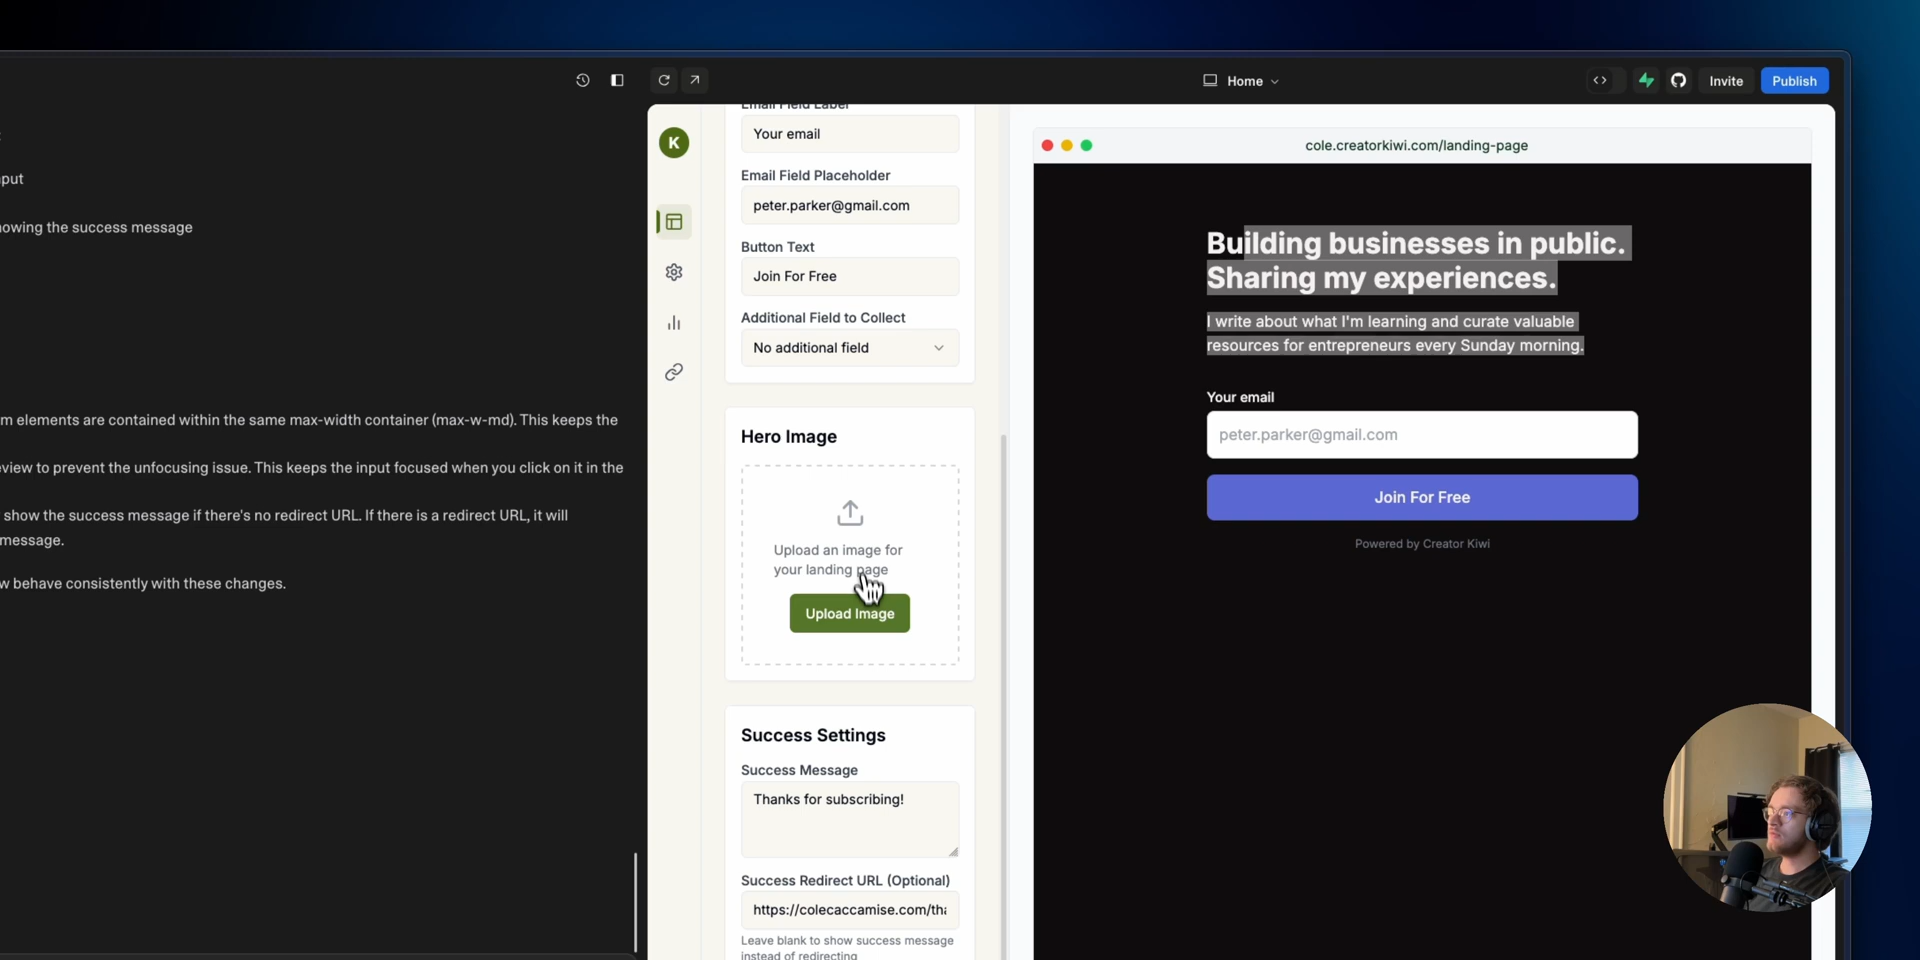 Home
Invite
Publish
put
owing the success message
m elements are contained within the same max-width container (max-w-md). This keeps the
view to prevent the unfocusing issue. This keeps the input focused when you click on it in the
show the success message if there's no redirect URL. If there is a redirect URL, it will
message.
w behave consistently with these changes.
K
Email Field Label
Your email
Email Field Placeholder
peter.parker@gmail.com
Button Text
Join For Free
Additional Field to Collect
No additional field
Hero Image
Upload an image for
your landing page
Upload Image
Success Settings
Success Message
Thanks for subscribing!
Success Redirect URL (Optional)
https://colecaccamise.com/tha
Leave blank to show success message
instead of redirecting
cole.creatorkiwi.com/landing-page
Building businesses in public.
Sharing my experiences.
I write about what I'm learning and curate valuable
resources for entrepreneurs every Sunday morning.
Your email
peter.parker@gmail.com
Join For Free
Powered by Creator Kiwi